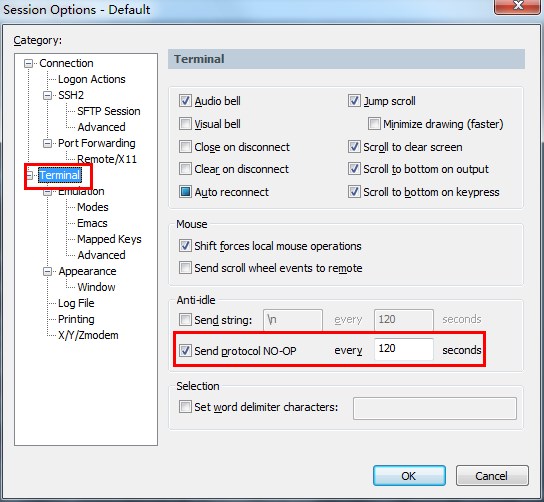 Session Options - Default
Category:
Connection
Logon Actions
SSH2
SFTP Session
Advanced
Port Forwarding
Remote/X11
Terminal
Emulation
Modes
Emacs
Mapped Keys
Advanced
Appearance
Window
Log File
Printing
X/Y/Zmodem
Terminal
Audio bell
Jump scroll
Visual bell
Minimize drawing (faster)
Close on disconnect
Scroll to clear screen
Clear on disconnect
Scroll to bottom on output
Auto reconnect
Scroll to bottom on keypress
Mouse
Shift forces local mouse operations
Send scroll wheel events to remote
Anti-idle
Send string: \n every 120 seconds
Send protocol NO-OP every 120 seconds
Selection
Set word delimiter characters:
OK Cancel